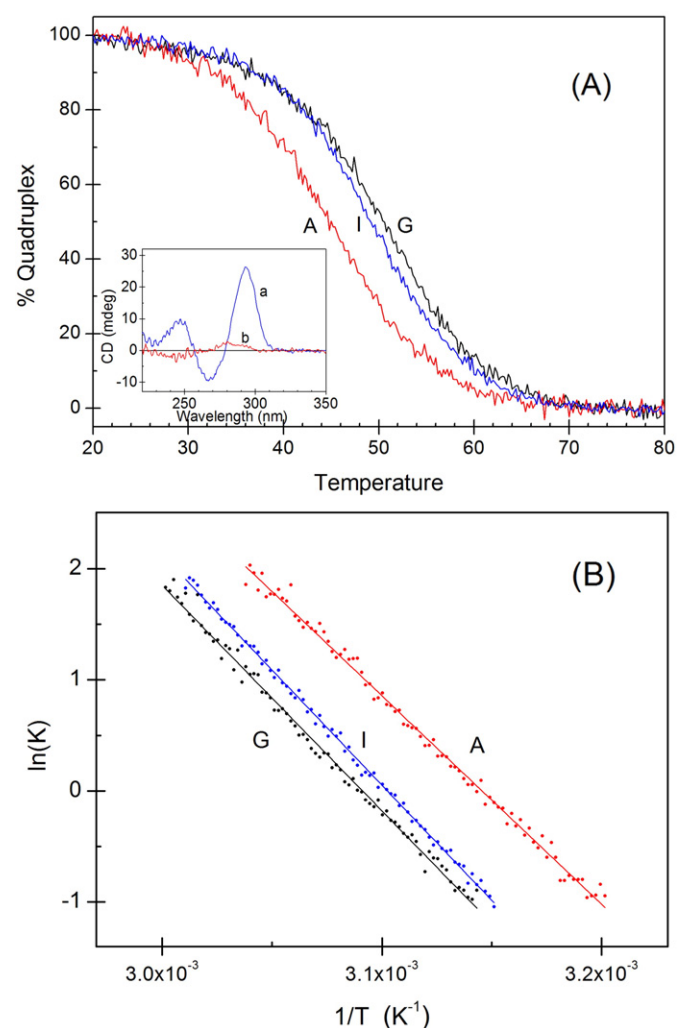 (A)
% Quadruplex
100
80
60
40
20
0
A
I
G
CD (mdeg)
30
20
10
0
-10
a
b
250
300
350
Wavelength (nm)
20
30
40
50
60
70
80
Temperature
(B)
ln(K)
2
1
0
-1
G
I
A
3.0x10⁻³
3.1x10⁻³
3.2x10⁻³
1/T (K⁻¹)